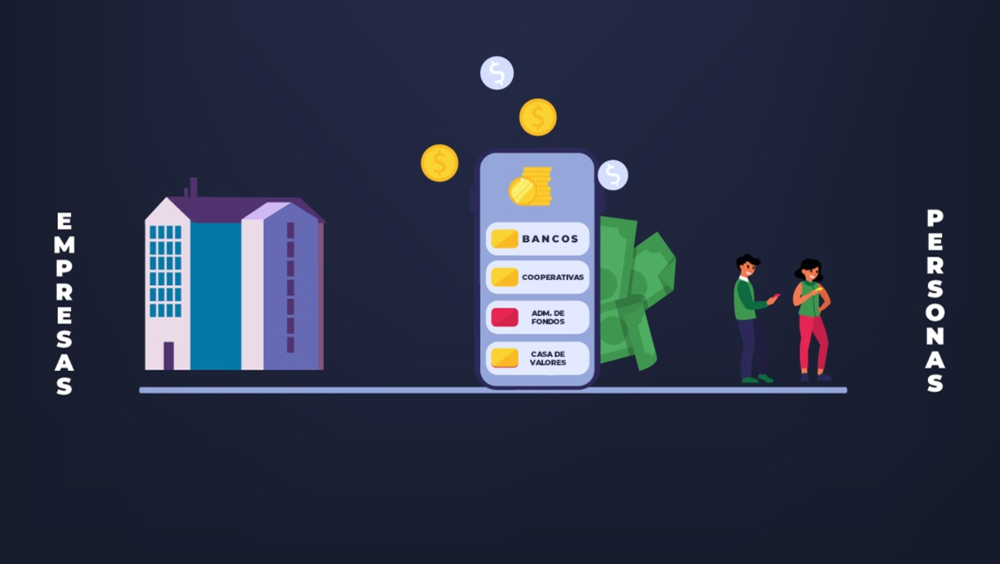 EMPRESAS
BANCOS
COOPERATIVAS
ADM. DE
FONDOS
CASA DE
VALORES
PERSONAS